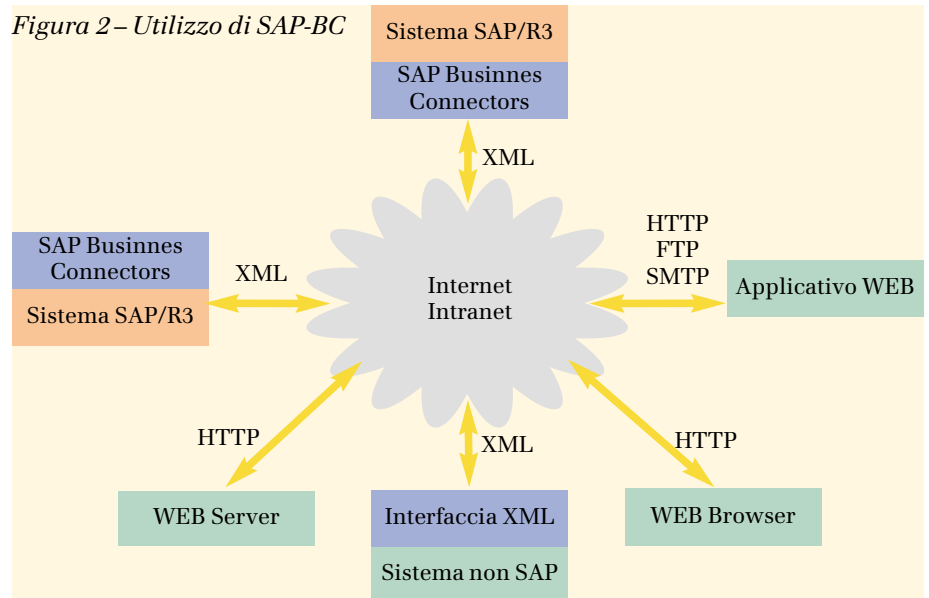 Figura 2 – Utilizzo di SAP-BC
Sistema SAP/R3
SAP Businnes
Connectors
XML
SAP Businnes
Connectors
Sistema SAP/R3
XML
Internet
Intranet
HTTP
FTP
SMTP
Applicativo WEB
HTTP
WEB Server
XML
Interfaccia XML
Sistema non SAP
HTTP
WEB Browser